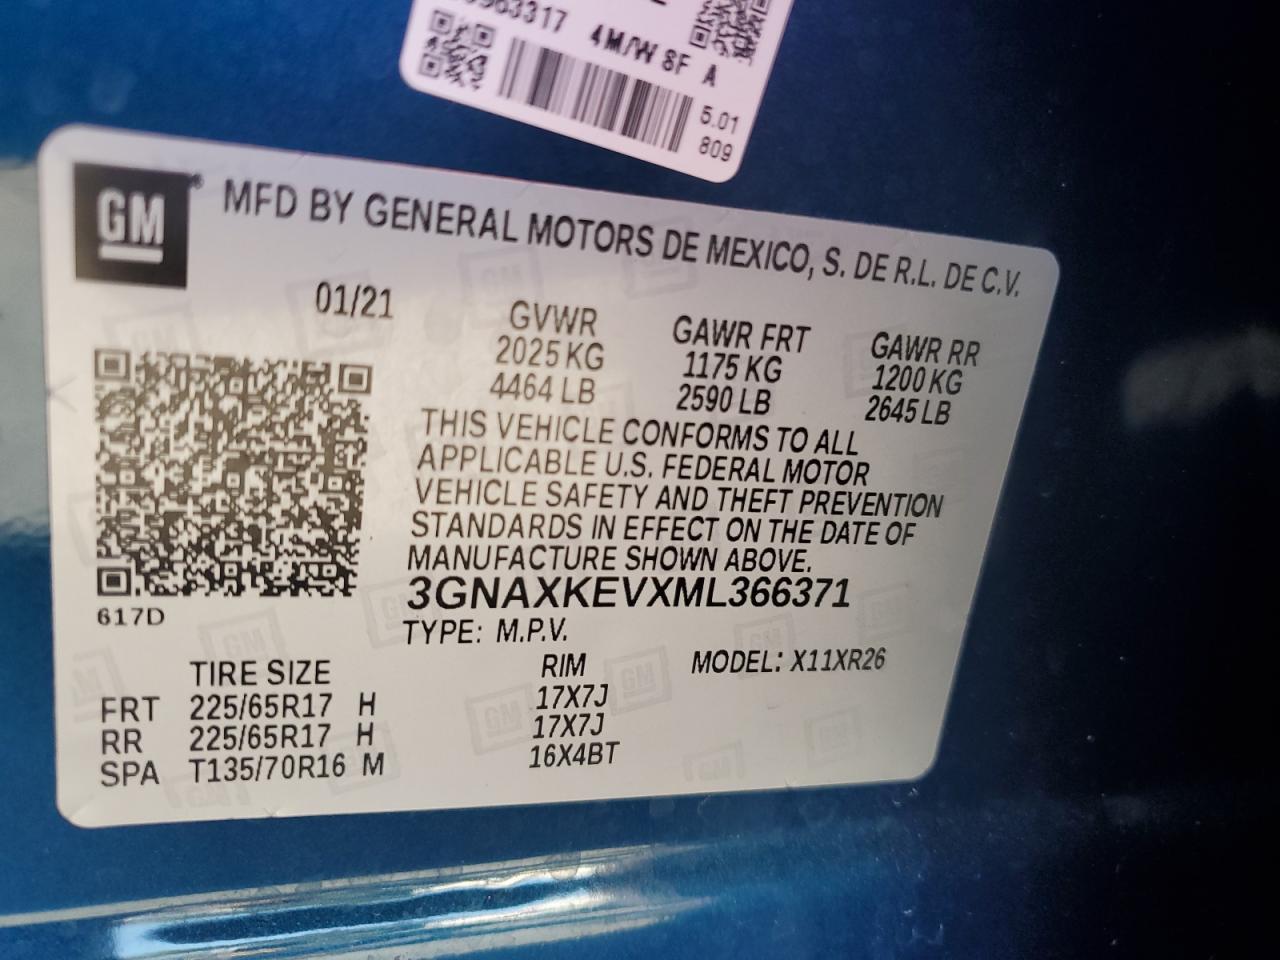 963317 4M/W 8F A
5.01
809
GM
MFD BY GENERAL MOTORS DE MEXICO, S. DE R.L. DE C.V.
01/21
GVWR GAWR FRT GAWR RR
2025 KG 1175 KG 1200 KG
4464 LB 2590 LB 2645 LB
THIS VEHICLE CONFORMS TO ALL
APPLICABLE U.S. FEDERAL MOTOR
VEHICLE SAFETY AND THEFT PREVENTION
STANDARDS IN EFFECT ON THE DATE OF
MANUFACTURE SHOWN ABOVE.
3GNAXKEVXML366371
617D
TYPE: M.P.V.
TIRE SIZE RIM MODEL: X11XR26
FRT 225/65R17 H 17X7J
RR 225/65R17 H 17X7J
SPA T135/70R16 M 16X4BT